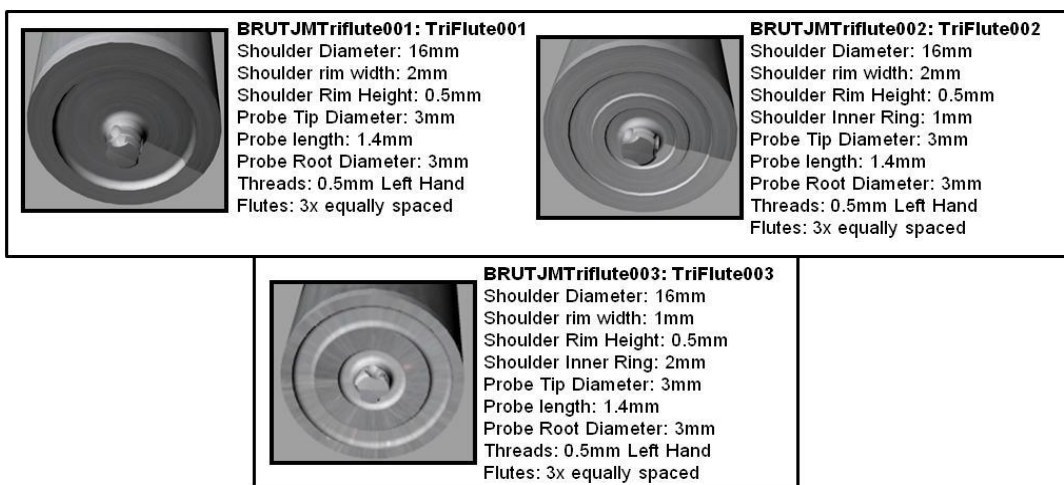 BRUTJMTriflute001: TriFlute001
Shoulder Diameter: 16mm
Shoulder rim width: 2mm
Shoulder Rim Height: 0.5mm
Probe Tip Diameter: 3mm
Probe length: 1.4mm
Probe Root Diameter: 3mm
Threads: 0.5mm Left Hand
Flutes: 3x equally spaced
BRUTJMTriflute002: TriFlute002
Shoulder Diameter: 16mm
Shoulder rim width: 2mm
Shoulder Rim Height: 0.5mm
Shoulder Inner Ring: 1mm
Probe Tip Diameter: 3mm
Probe length: 1.4mm
Probe Root Diameter: 3mm
Threads: 0.5mm Left Hand
Flutes: 3x equally spaced
BRUTJMTriflute003: TriFlute003
Shoulder Diameter: 16mm
Shoulder rim width: 1mm
Shoulder Rim Height: 0.5mm
Shoulder Inner Ring: 2mm
Probe Tip Diameter: 3mm
Probe length: 1.4mm
Probe Root Diameter: 3mm
Threads: 0.5mm Left Hand
Flutes: 3x equally spaced